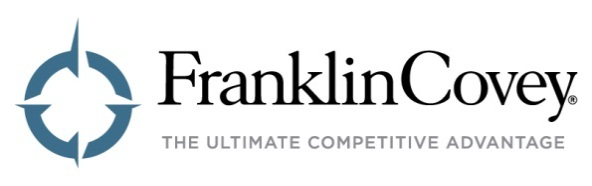 FranklinCovey®
THE ULTIMATE COMPETITIVE ADVANTAGE